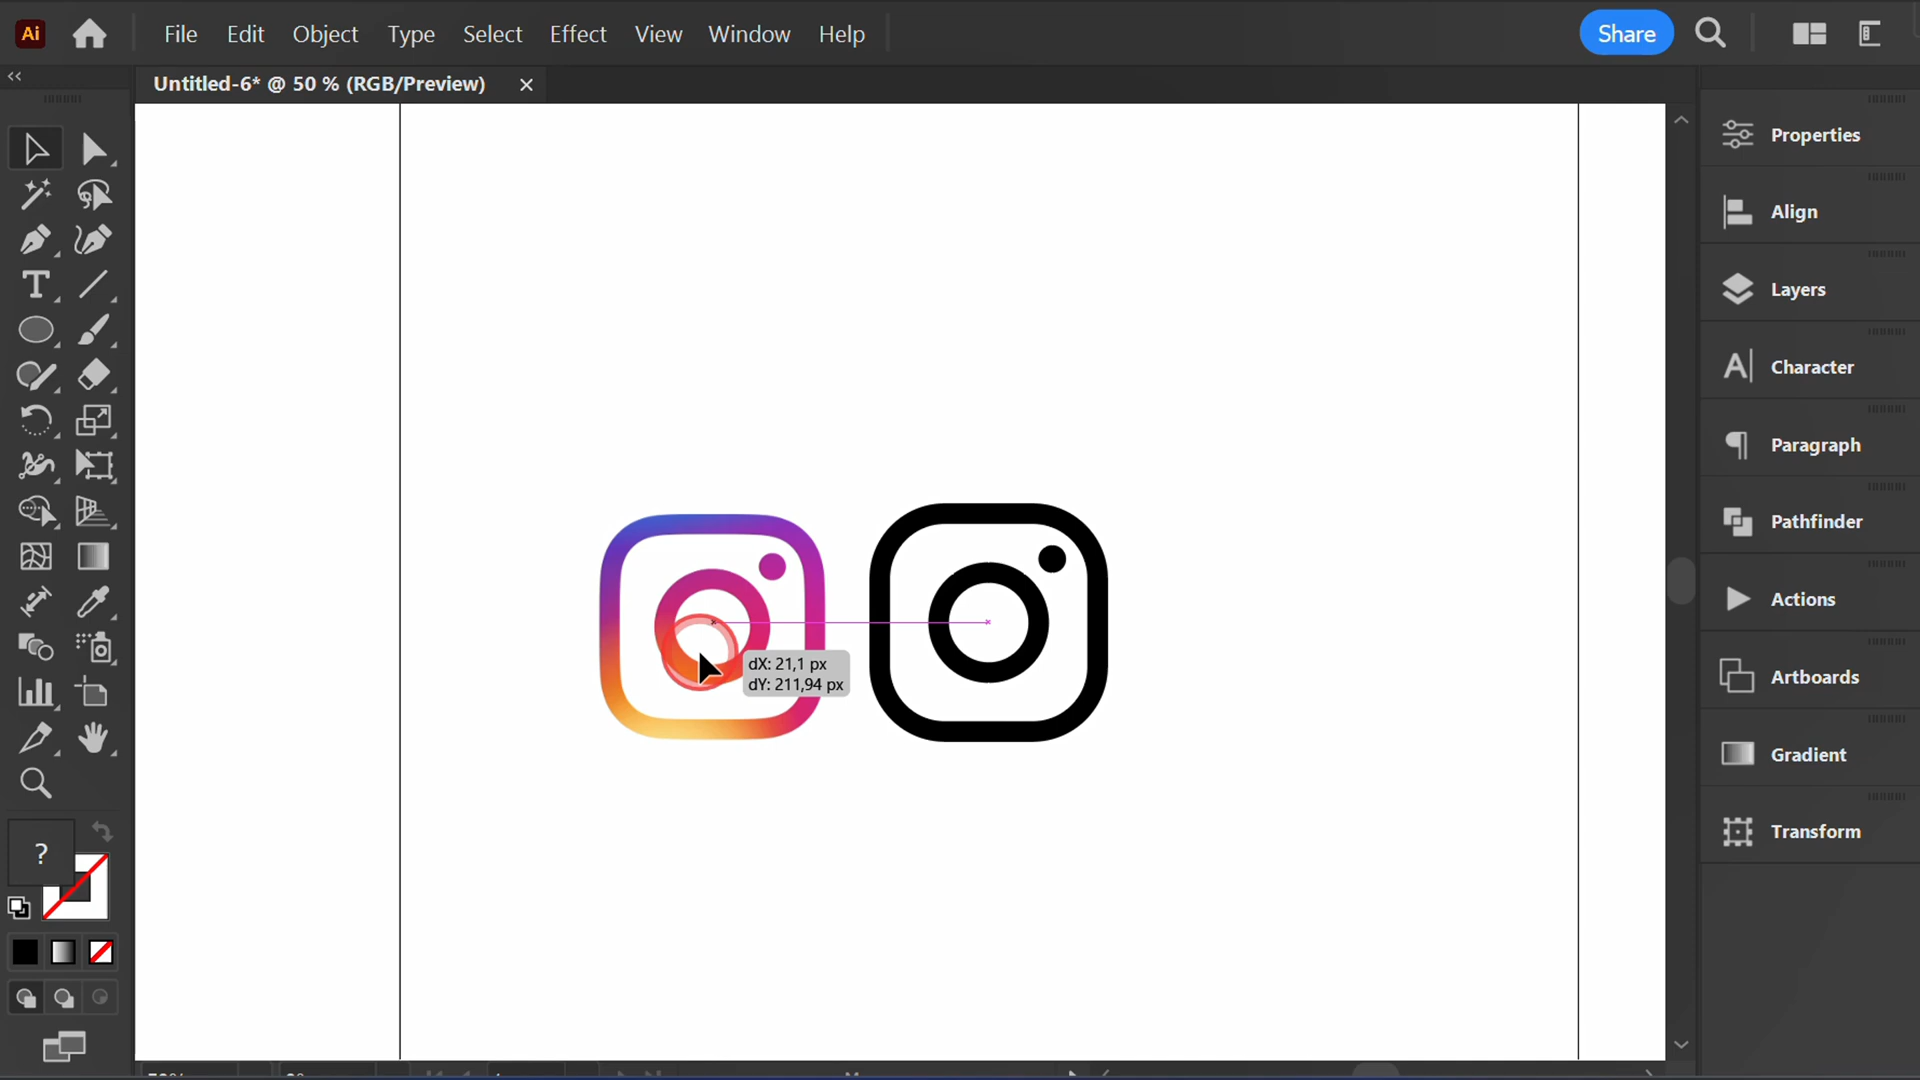 Ai File Edit Object Type Select Effect View Window Help Share
Untitled-6* @ 50 % (RGB/Preview)
Properties
Align
Layers
Character
Paragraph
Pathfinder
Actions
Artboards
Gradient
Transform
dX: 21,1 px
dY: 211,94 px
?